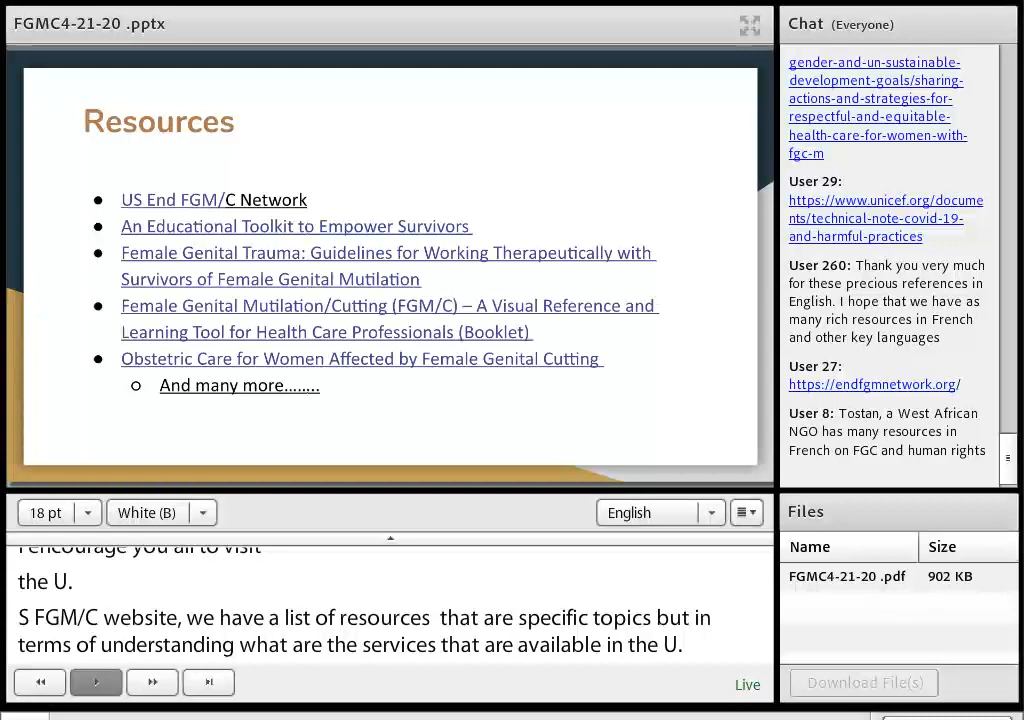 FGMC4-21-20 .pptx
Resources
● US End FGM/C Network
● An Educational Toolkit to Empower Survivors
● Female Genital Trauma: Guidelines for Working Therapeutically with
Survivors of Female Genital Mutilation
● Female Genital Mutilation/Cutting (FGM/C) – A Visual Reference and
Learning Tool for Health Care Professionals (Booklet)
● Obstetric Care for Women Affected by Female Genital Cutting
○ And many more........
18 pt
White (B)
English
I encourage you all to visit
the U.
S FGM/C website, we have a list of resources  that are specific topics but in
terms of understanding what are the services that are available in the U.
Live
Chat (Everyone)
gender-and-un-sustainable-
development-goals/sharing-
actions-and-strategies-for-
respectful-and-equitable-
health-care-for-women-with-
fgc-m
User 29:
https://www.unicef.org/docume
nts/technical-note-covid-19-
and-harmful-practices
User 260: Thank you very much
for these precious references in
English. I hope that we have as
many rich resources in French
and other key languages
User 27:
https://endfgmnetwork.org/
User 8: Tostan, a West African
NGO has many resources in
French on FGC and human rights
Files
Name Size
FGMC4-21-20 .pdf 902 KB
Download File(s)